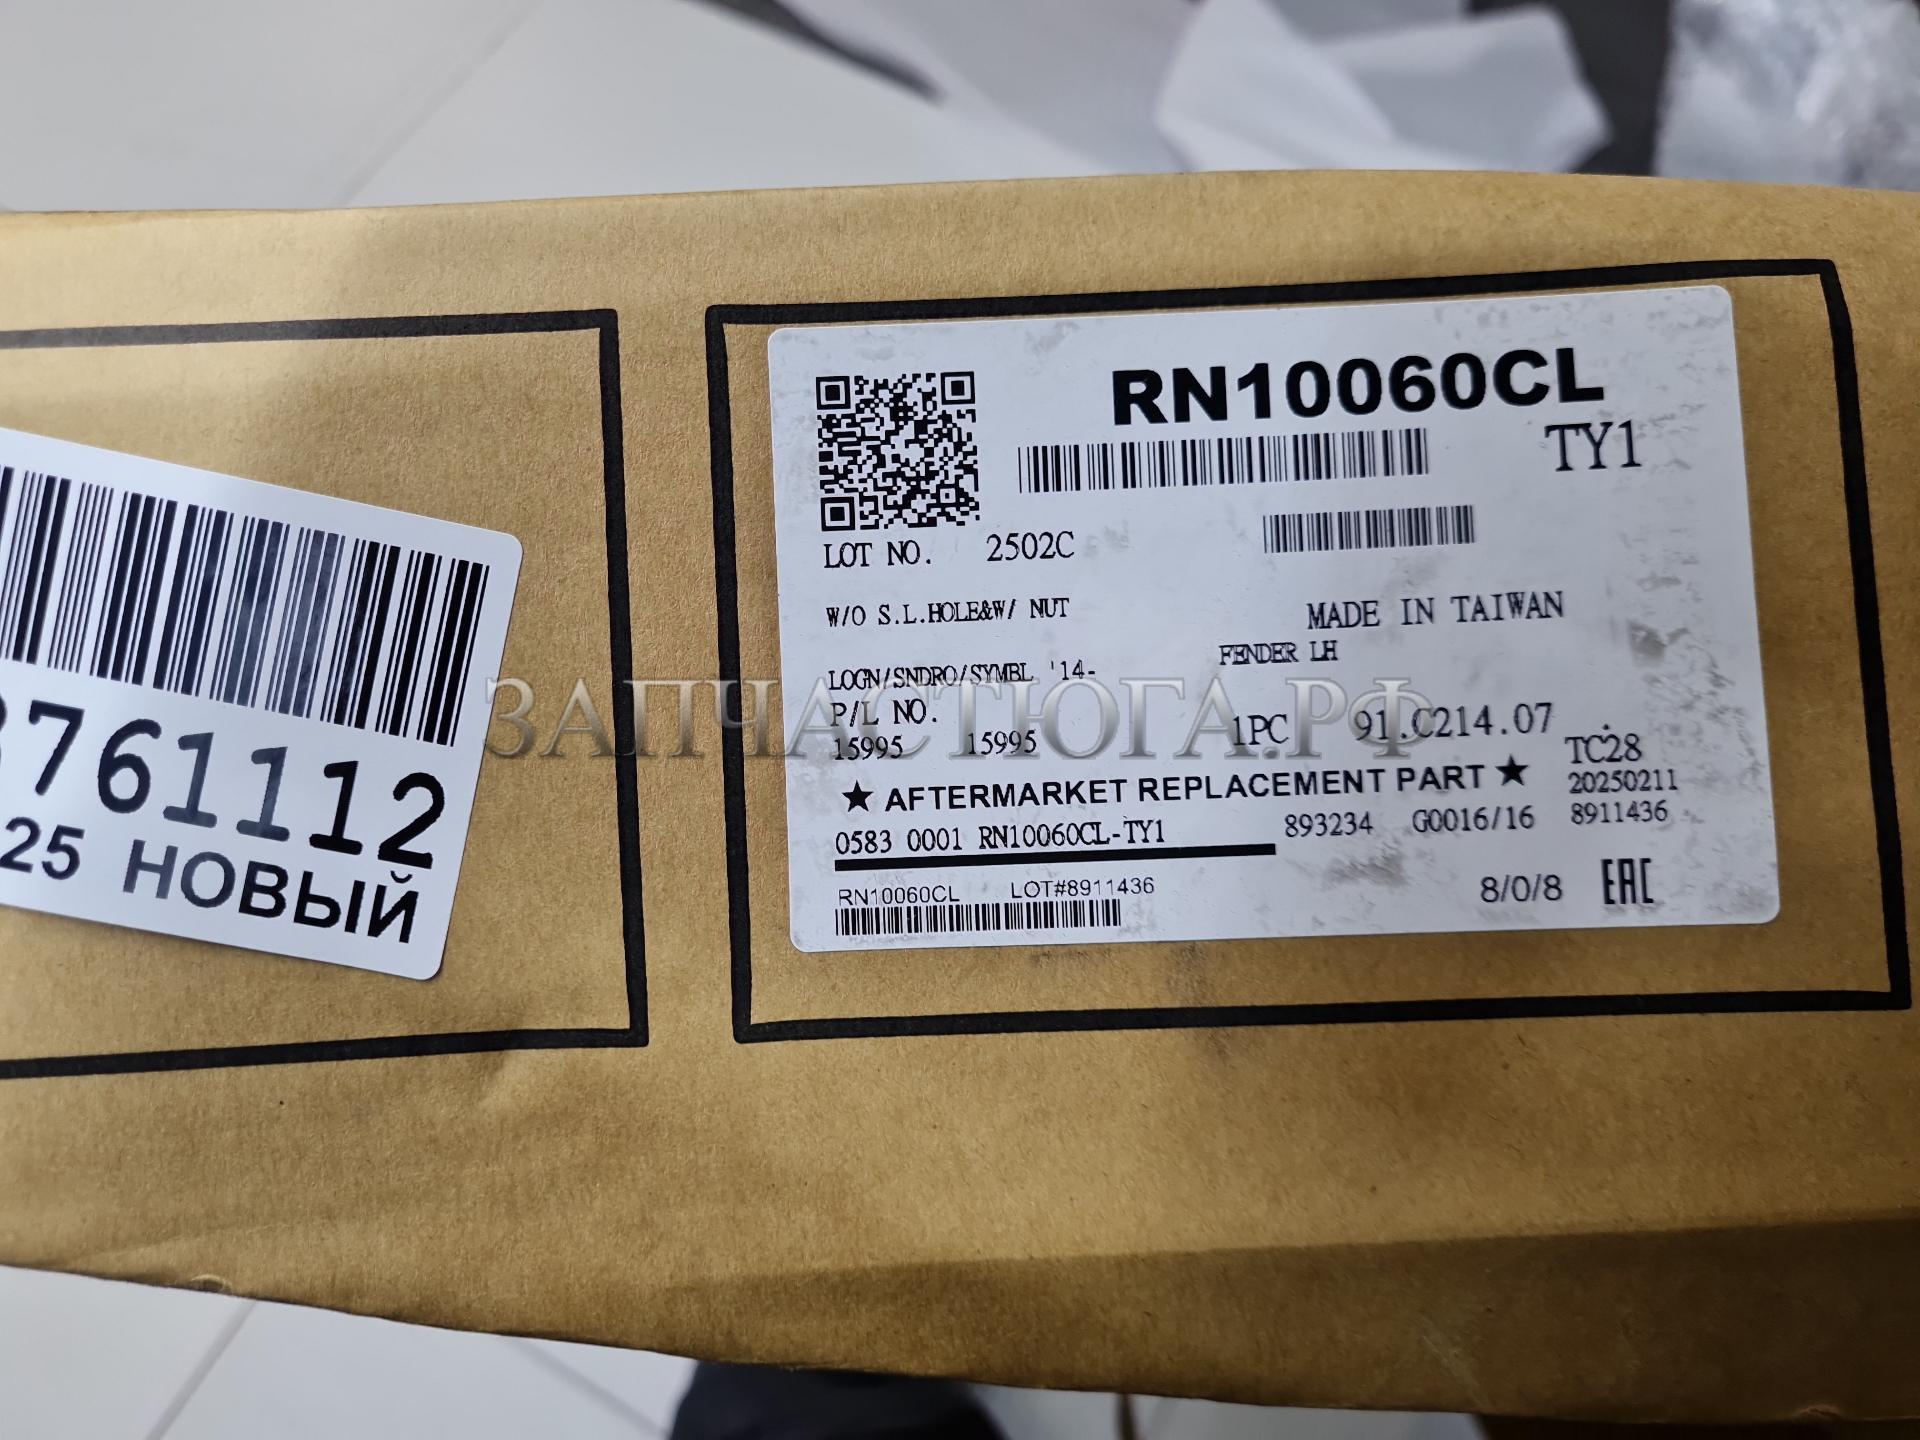 761112
25 НОВЫЙ
RN10060CL
TY1
LOT NO. 2502C
W/O S.L.HOLE&W/ NUT
MADE IN TAIWAN
FENDER LH
LOGN/SNDRO/SYMBL '14-
ЗАПЧАСТЮГА.РФ
P/L NO.
15995 15995
1PC 91.C214.07
TC28
★ AFTERMARKET REPLACEMENT PART ★
20250211
0583 0001 RN10060CL-TY1
893234 G0016/16 8911436
RN10060CL LOT#8911436
8/0/8 EAC